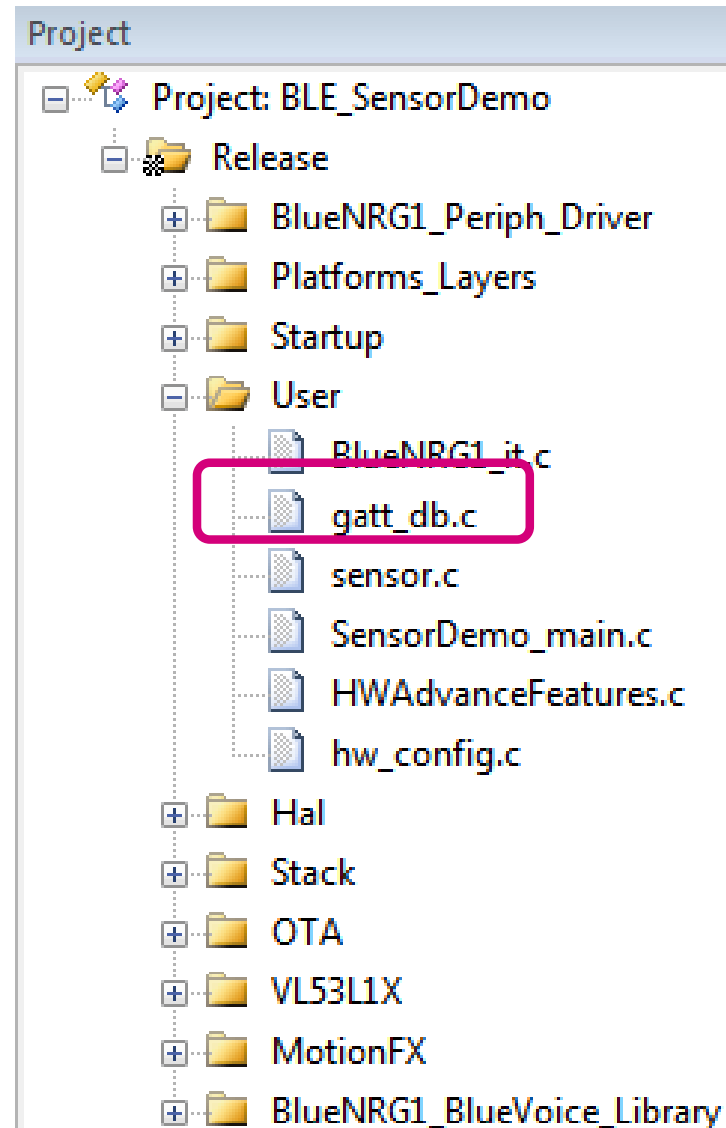 Project
Project: BLE_SensorDemo
Release
BlueNRG1_Periph_Driver
Platforms_Layers
Startup
User
BlueNRG1_it.c
gatt_db.c
sensor.c
SensorDemo_main.c
HWAdvanceFeatures.c
hw_config.c
Hal
Stack
OTA
VL53L1X
MotionFX
BlueNRG1_BlueVoice_Library